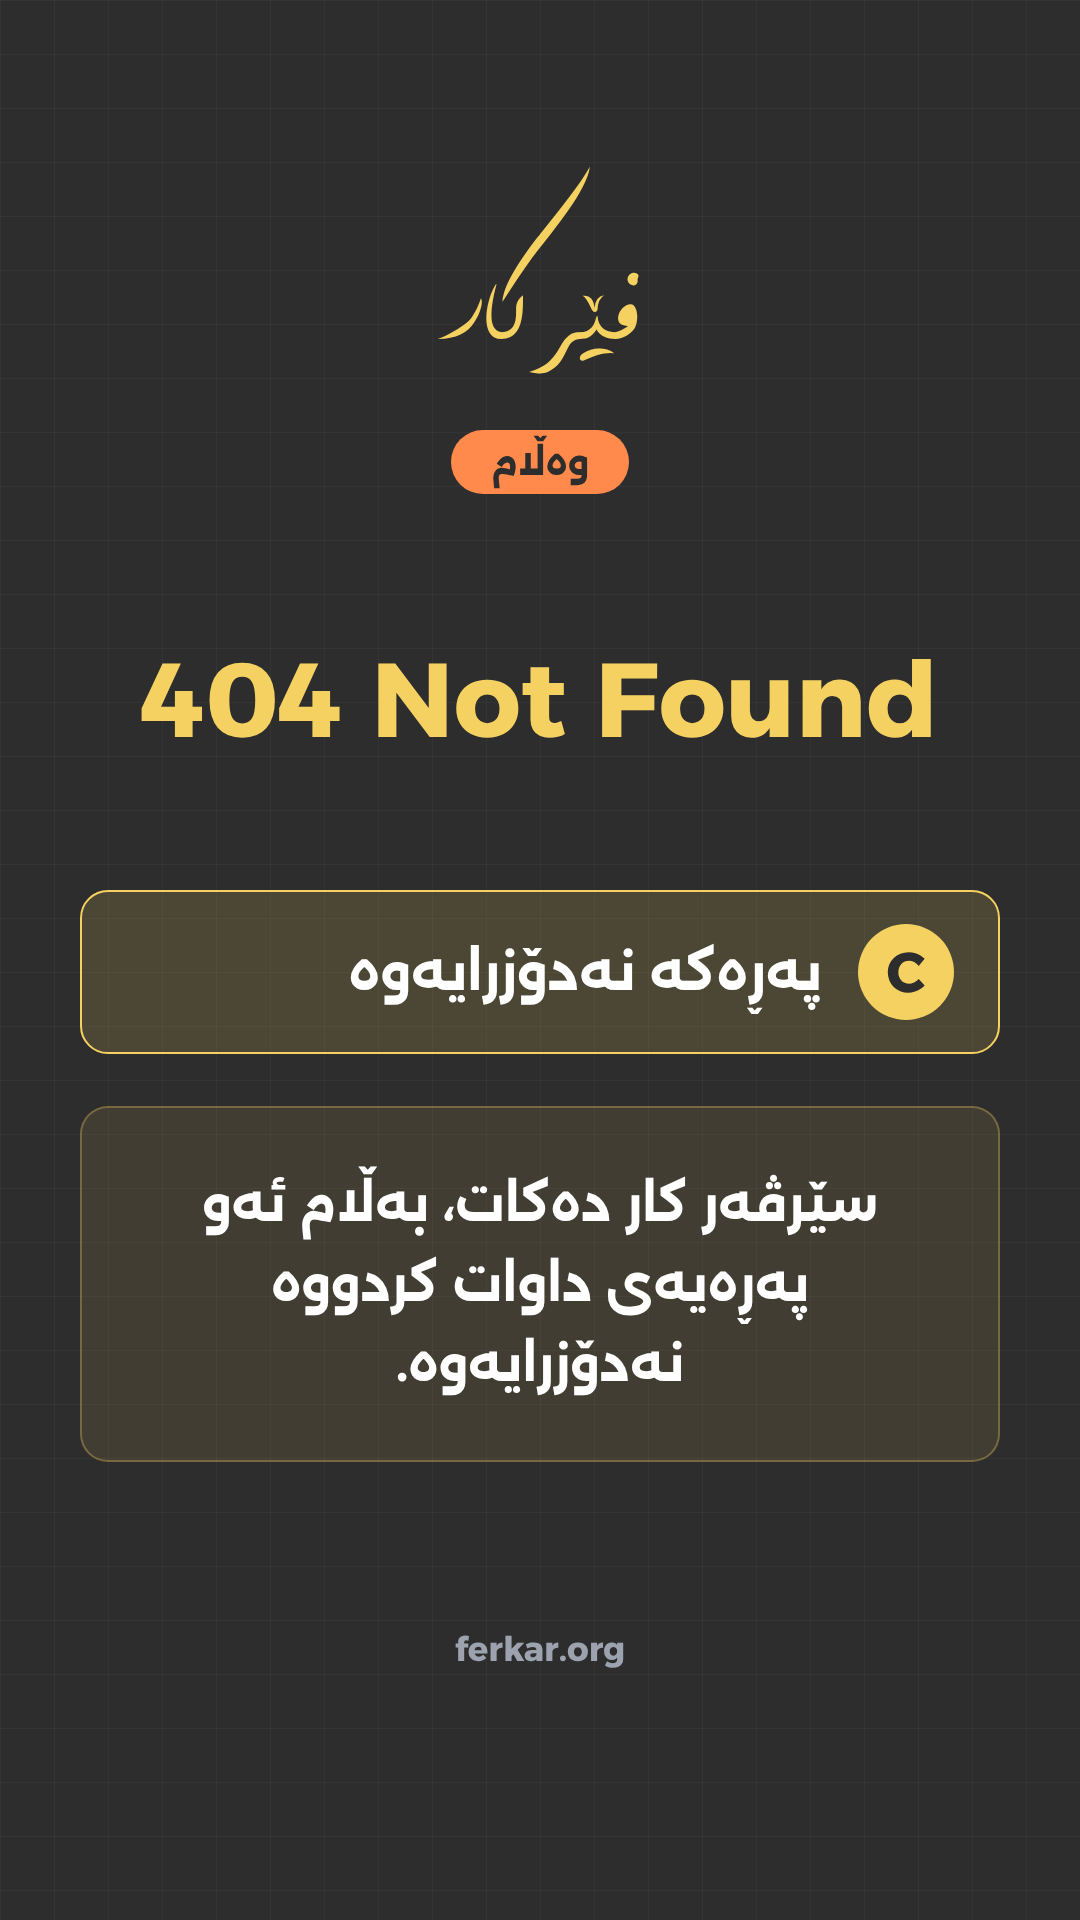 فێرکار
وەڵام
404 Not Found
C
پەڕەکە نەدۆزرایەوە
سێرڤەر کار دەکات، بەڵام ئەو
پەڕەیەی داوات کردووە
نەدۆزرایەوە.
ferkar.org